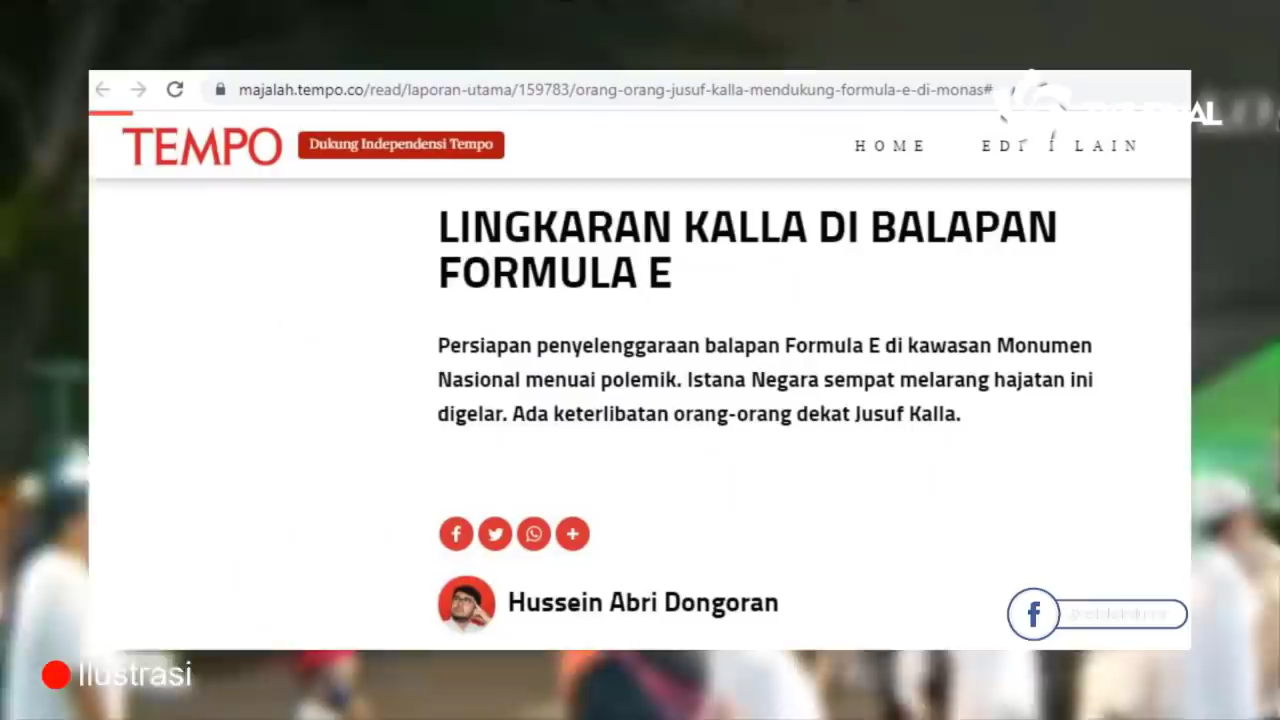 majalah.tempo.co/read/laporan-utama/159783/orang-orang-jusuf-kalla-mendukung-formula-e-di-monas#
TEMPO
Dukung Independensi Tempo
HOME
LAIN
LINGKARAN KALLA DI BALAPAN
FORMULA E
Persiapan penyelenggaraan balapan Formula E di kawasan Monumen
Nasional menuai polemik. Istana Negara sempat melarang hajatan ini
digelar. Ada keterlibatan orang-orang dekat Jusuf Kalla.
Hussein Abri Dongoran
Ilustrasi